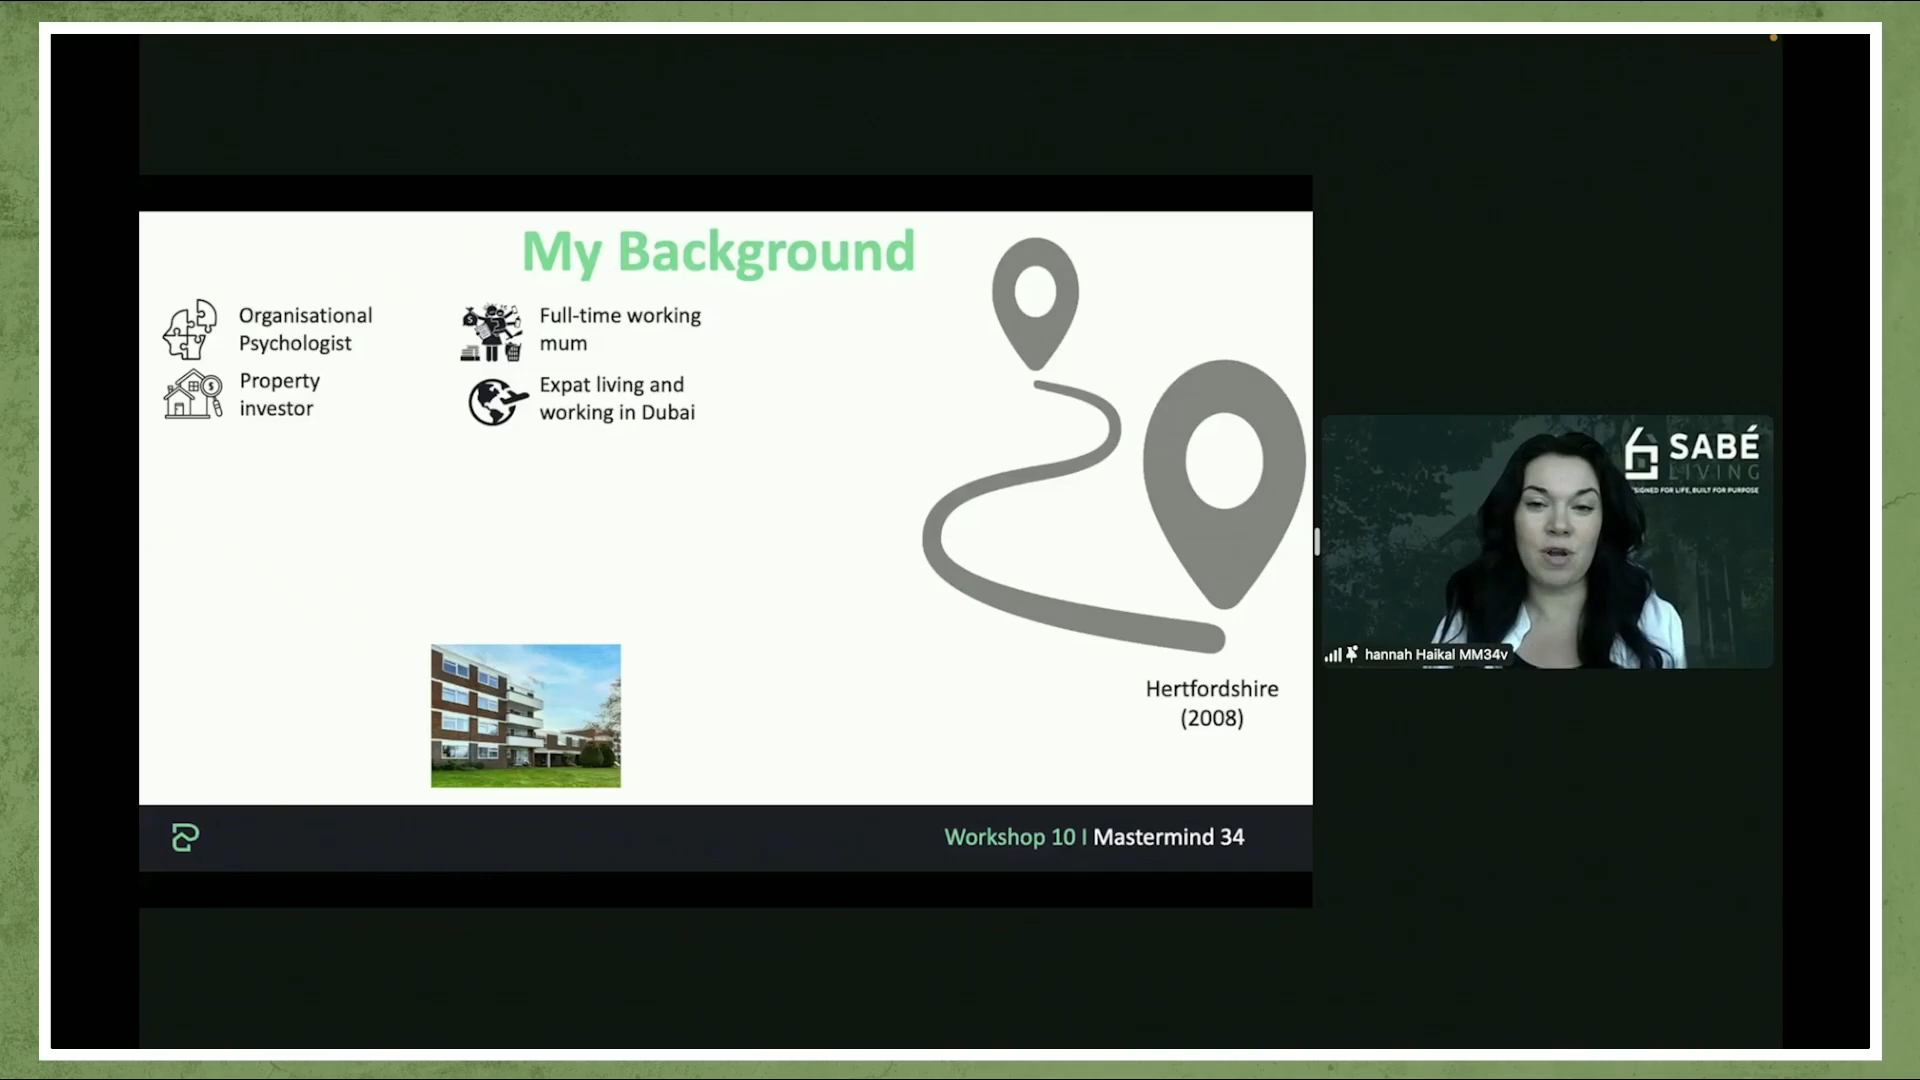 My Background
Organisational
Psychologist
Full-time working
mum
Property
investor
Expat living and
working in Dubai
Hertfordshire
(2008)
Workshop 10 I Mastermind 34
SABÉ
LIVING
SIGNED FOR LIFE, BUILT FOR PURPOSE
hannah Haikal MM34v